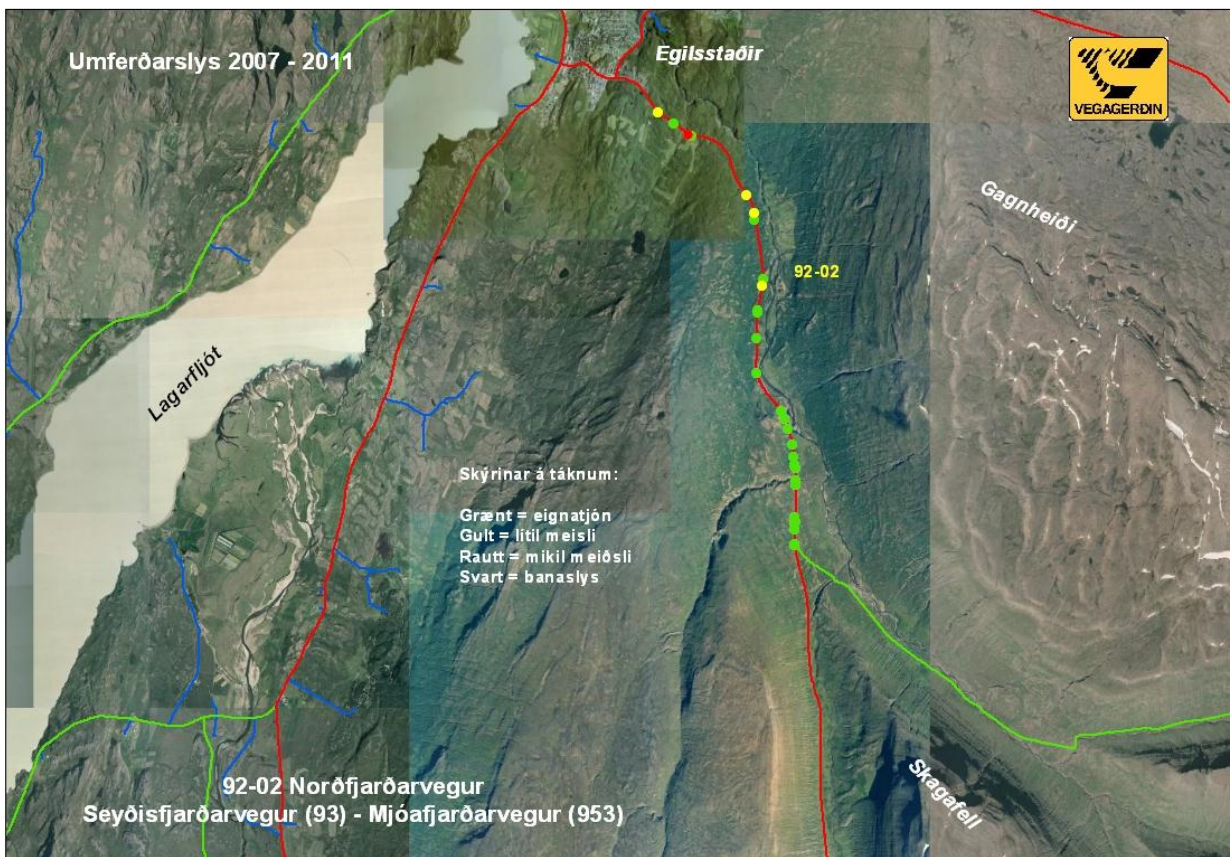 Umferðarslys 2007 - 2011
Egilsstaðir
VEGAGERÐIN
Gagnheiði
92-02
Lagarfljót
Skýrinar á táknum:
Grænt = eignatjón
Gult = lítil meisli
Rautt = mikil meiðsli
Svart = banaslys
Skagafell
92-02 Norðfjarðarvegur
Seyðisfjarðarvegur (93) - Mjóafjarðarvegur (953)